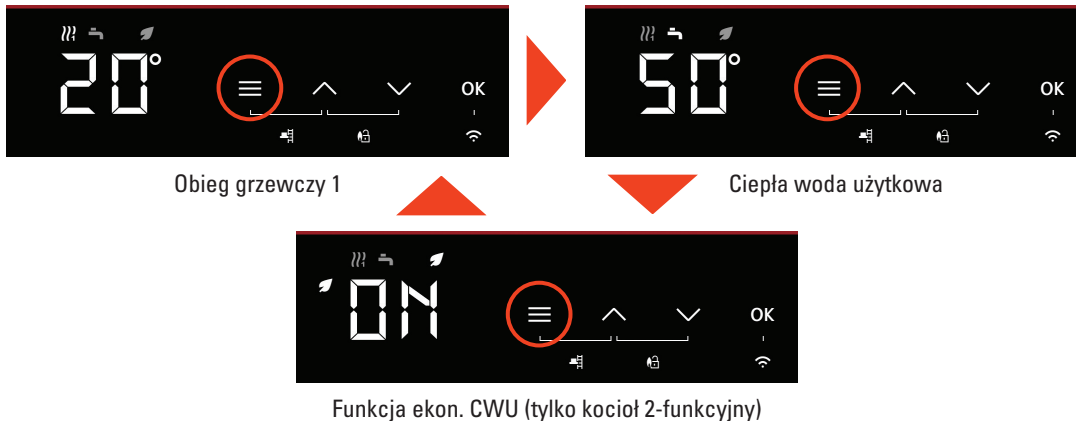 20°
OK
50°
OK
Obieg grzewczy 1
Ciepła woda użytkowa
ON
OK
Funkcja ekon. CWU (tylko kocioł 2-funkcyjny)